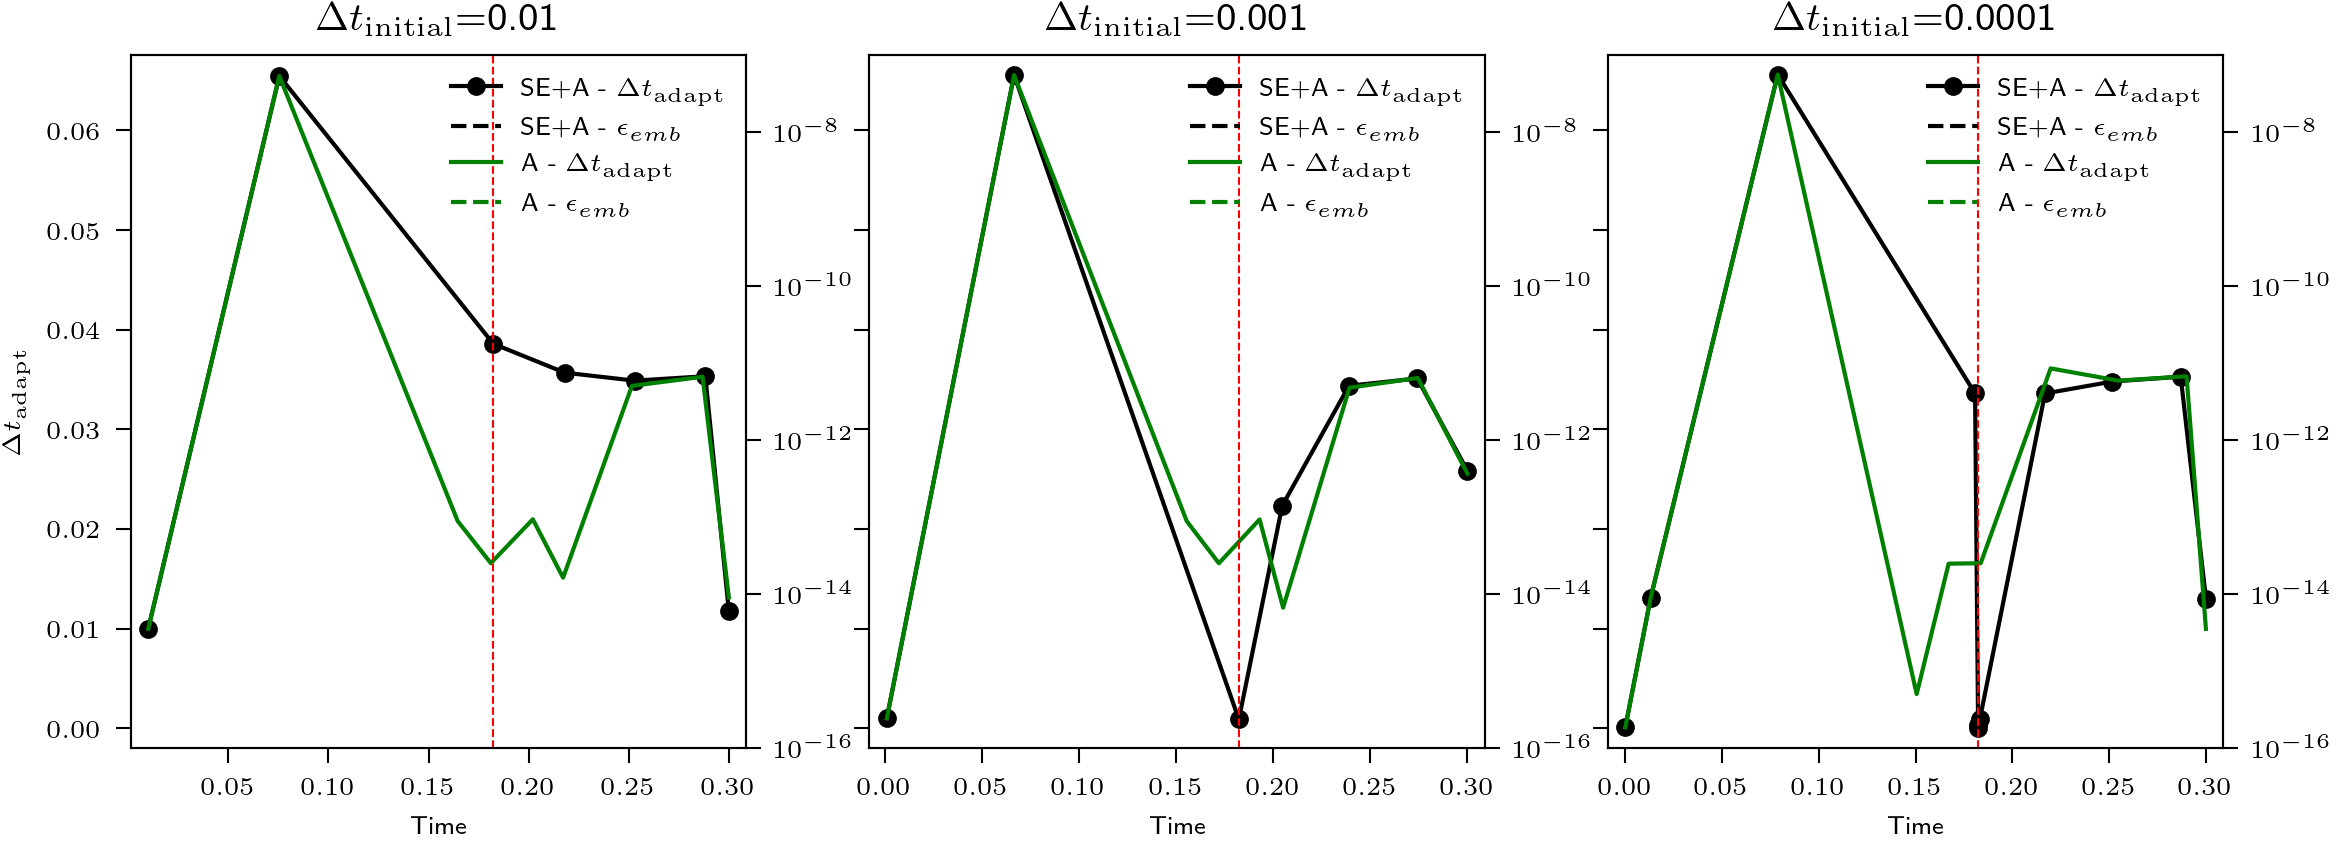 Δt_initial=0.01
Δt_adapt
0.06
0.05
0.04
0.03
0.02
0.01
0.00
SE+A - Δt_adapt
SE+A - ϵ_emb
A - Δt_adapt
A - ϵ_emb
10^-8
10^-10
10^-12
10^-14
10^-16
0.05 0.10 0.15 0.20 0.25 0.30
Time
Δt_initial=0.001
SE+A - Δt_adapt
SE+A - ϵ_emb
A - Δt_adapt
A - ϵ_emb
10^-8
10^-10
10^-12
10^-14
10^-16
0.00 0.05 0.10 0.15 0.20 0.25 0.30
Time
Δt_initial=0.0001
SE+A - Δt_adapt
SE+A - ϵ_emb
A - Δt_adapt
A - ϵ_emb
10^-8
10^-10
10^-12
10^-14
10^-16
0.00 0.05 0.10 0.15 0.20 0.25 0.30
Time